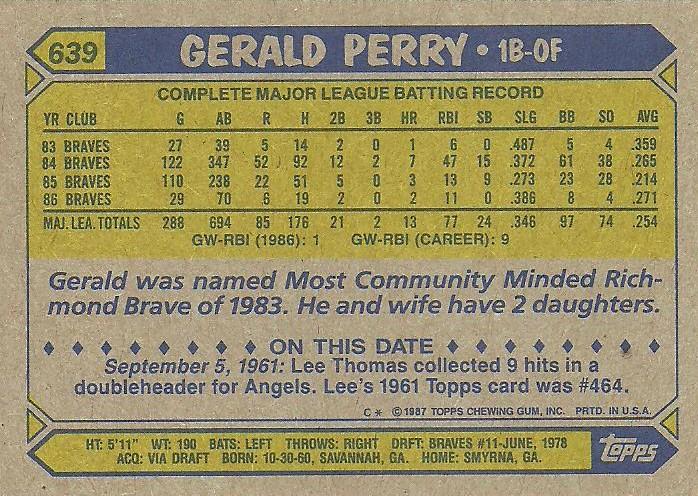 639 GERALD PERRY • 1B-OF
COMPLETE MAJOR LEAGUE BATTING RECORD
YR CLUB G AB R H 2B 3B HR RBI SB SLG BB SO AVG
83 BRAVES 27 39 5 14 2 0 1 6 0 .487 5 4 .359
84 BRAVES 122 347 52 92 12 2 7 47 15 .372 61 38 .265
85 BRAVES 110 238 22 51 5 0 3 13 9 .273 23 28 .214
86 BRAVES 29 70 6 19 2 0 2 11 0 .386 8 4 .271
MAJ. LEA. TOTALS 288 694 85 176 21 2 13 77 24 .346 97 74 .254
GW-RBI (1986): 1 GW-RBI (CAREER): 9
Gerald was named Most Community Minded Rich-
mond Brave of 1983. He and wife have 2 daughters.
♦ ♦ ♦ ♦ ♦ ♦ ♦ ♦ ON THIS DATE ♦ ♦ ♦ ♦ ♦ ♦ ♦ ♦
September 5, 1961: Lee Thomas collected 9 hits in a
doubleheader for Angels. Lee's 1961 Topps card was #464.
C* © 1987 TOPPS CHEWING GUM, INC. PRTD. IN U.S.A.
HT: 5'11" WT: 190 BATS: LEFT THROWS: RIGHT DRFT: BRAVES #11-JUNE, 1978
ACQ: VIA DRAFT BORN: 10-30-60, SAVANNAH, GA. HOME: SMYRNA, GA.
topps